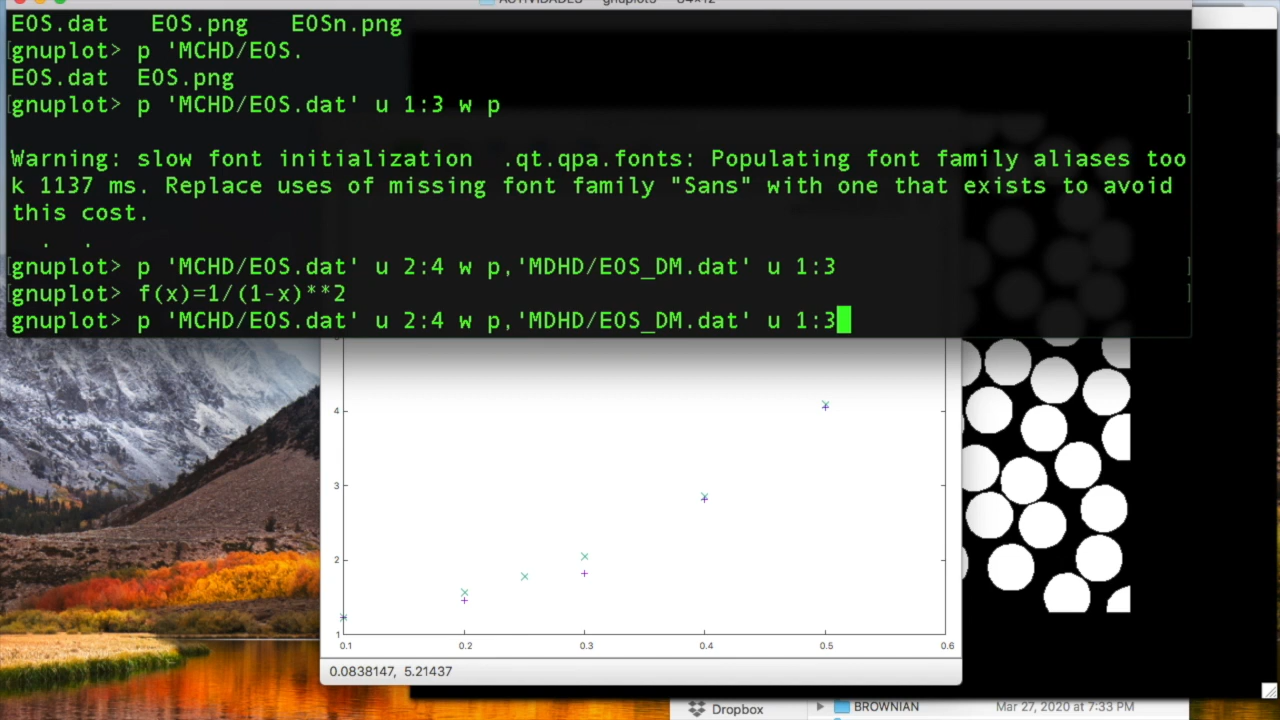 ACTIVIDADES — gnuplots — 84×12
EOS.dat EOS.png EOSn.png
gnuplot> p 'MCHD/EOS.
EOS.dat EOS.png
gnuplot> p 'MCHD/EOS.dat' u 1:3 w p
Warning: slow font initialization .qt.qpa.fonts: Populating font family aliases too
k 1137 ms. Replace uses of missing font family "Sans" with one that exists to avoid
this cost.
. .
gnuplot> p 'MCHD/EOS.dat' u 2:4 w p,'MDHD/EOS_DM.dat' u 1:3
gnuplot> f(x)=1/(1-x)**2
gnuplot> p 'MCHD/EOS.dat' u 2:4 w p,'MDHD/EOS_DM.dat' u 1:3
4
3
2
1
0.1 0.2 0.3 0.4 0.5 0.6
0.0838147, 5.21437
Dropbox BROWNIAN Mar 27, 2020 at 7:33 PM